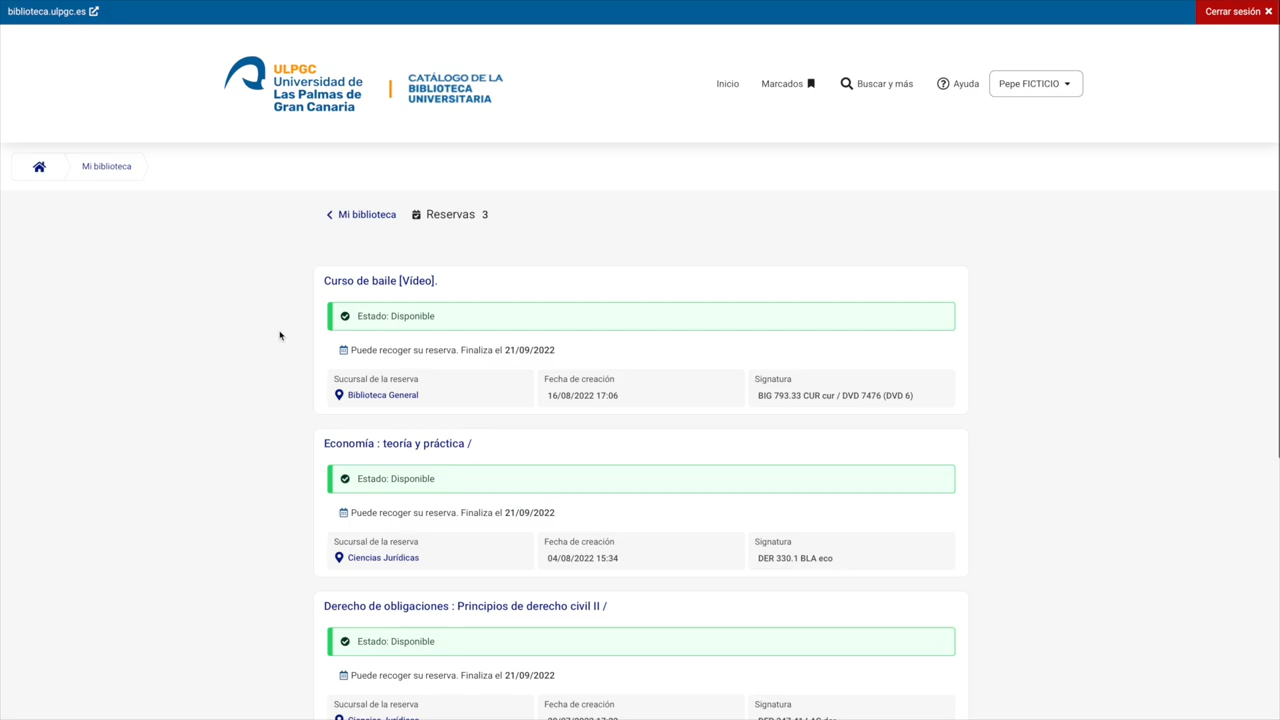 biblioteca.ulpgc.es
Cerrar sesión
ULPGC
Universidad de
Las Palmas de
Gran Canaria
CATÁLOGO DE LA
BIBLIOTECA
UNIVERSITARIA
Inicio
Marcados
Buscar y más
Ayuda
Pepe FICTICIO
Mi biblioteca
Mi biblioteca Reservas 3
Curso de baile [Vídeo].
Estado: Disponible
Puede recoger su reserva. Finaliza el 21/09/2022
Sucursal de la reserva
Biblioteca General
Fecha de creación
16/08/2022 17:06
Signatura
BIG 793.33 CUR cur / DVD 7476 (DVD 6)
Economía : teoría y práctica /
Estado: Disponible
Puede recoger su reserva. Finaliza el 21/09/2022
Sucursal de la reserva
Ciencias Jurídicas
Fecha de creación
04/08/2022 15:34
Signatura
DER 330.1 BLA eco
Derecho de obligaciones : Principios de derecho civil II /
Estado: Disponible
Puede recoger su reserva. Finaliza el 21/09/2022
Sucursal de la reserva
Ciencias Jurídicas
Fecha de creación
Signatura